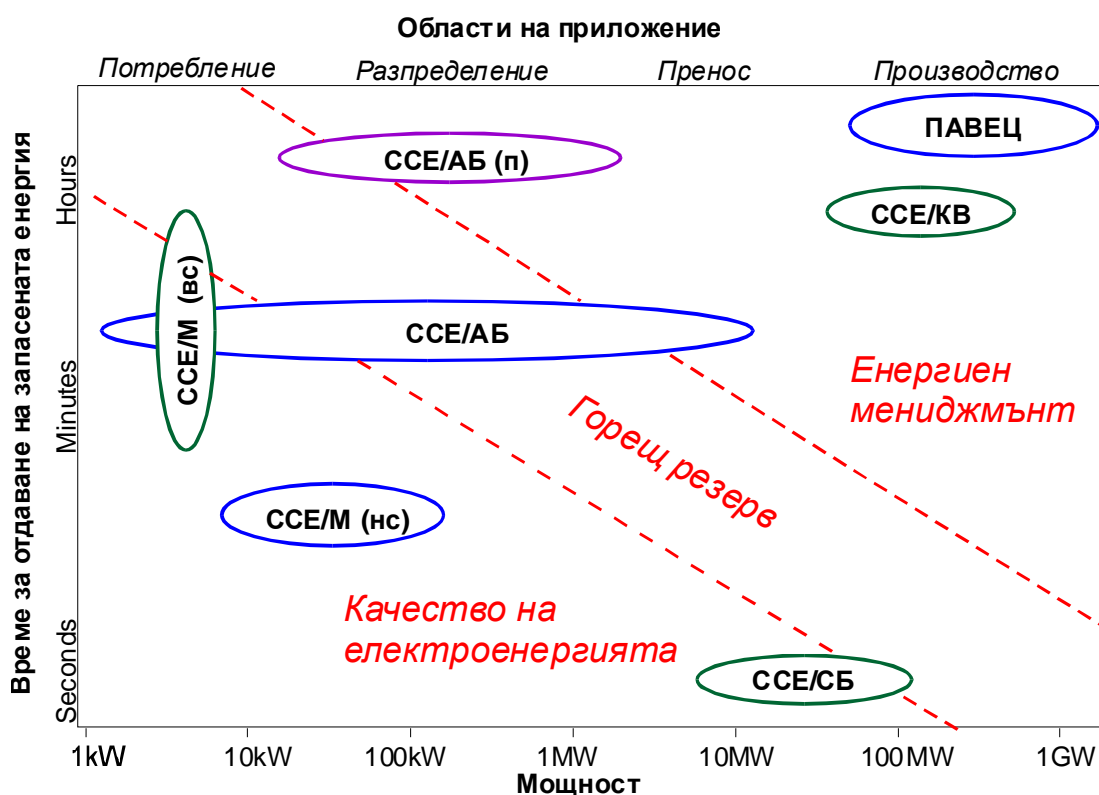 Области на приложение
Потребление Разпределение Пренос Производство
ПАВЕЦ
ССЕ/АБ (п)
ССЕ/КВ
ССЕ/М (вс)
ССЕ/АБ
Енергиен
мениджмънт
Горещ резерв
ССЕ/М (нс)
Качество на
електроенергията
ССЕ/СБ
Време за отдаване на запасената енергия
Hours
Minutes
Seconds
1kW 10kW 100kW 1MW 10MW 100MW 1GW
Мощност